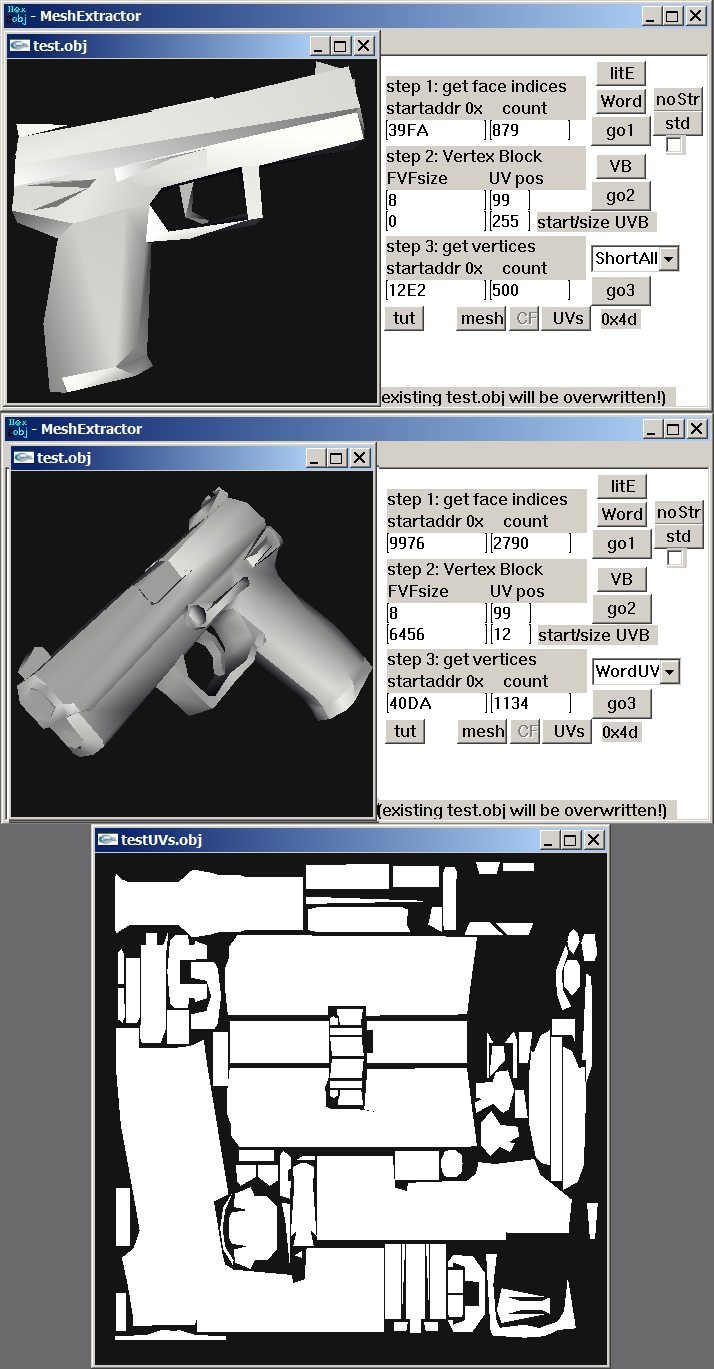 Hex obj - MeshExtractor
test.obj
litE
step 1: get face indices
Word noStr
startaddr 0x count
std
39FA 879 go1
step 2: Vertex Block
VB
FVFsize UV pos
8 99 go2
0 255 start/size UVB
step 3: get vertices
ShortAll
startaddr 0x count
12E2 500 go3
tut mesh CF UVs 0x4d
existing test.obj will be overwritten!)
Hex obj - MeshExtractor
test.obj
litE
step 1: get face indices
Word noStr
startaddr 0x count
std
9976 2790 go1
step 2: Vertex Block
VB
FVFsize UV pos
8 99 go2
6456 12 start/size UVB
step 3: get vertices
WordUV
startaddr 0x count
40DA 1134 go3
tut mesh CF UVs 0x4d
(existing test.obj will be overwritten!)
testUVs.obj